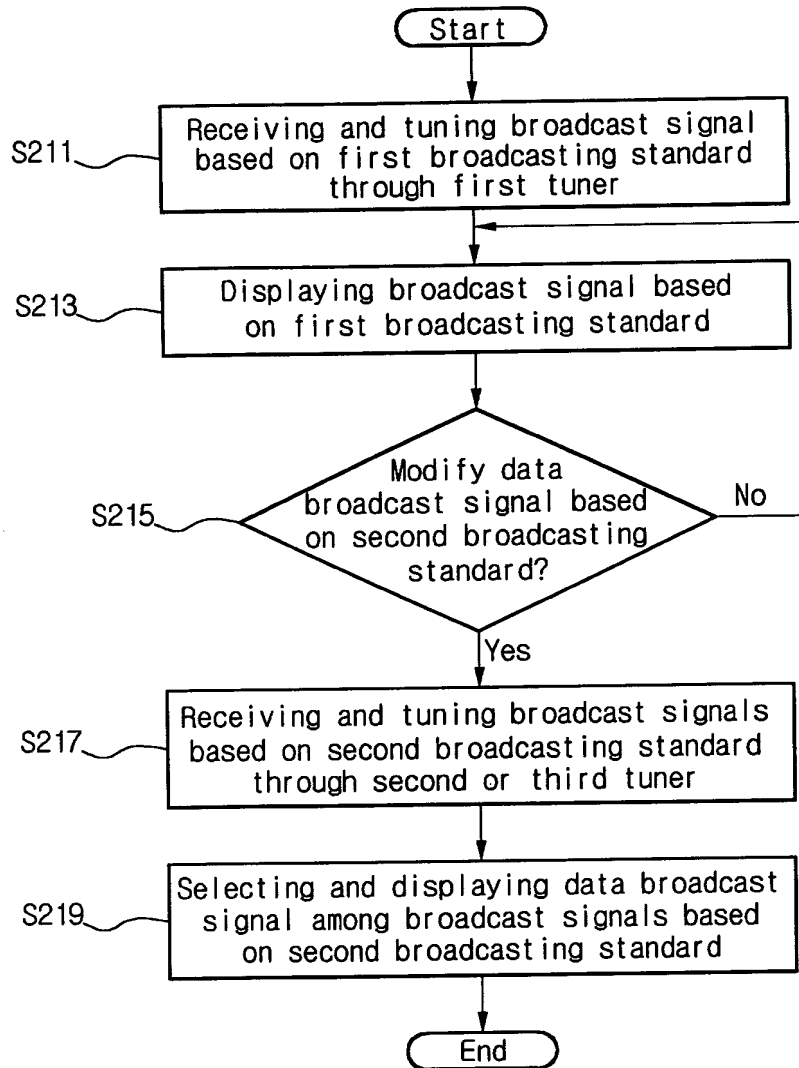 Start
S211
Receiving and tuning broadcast signal
based on first broadcasting standard
through first tuner
S213
Displaying broadcast signal based
on first broadcasting standard
S215
Modify data
broadcast signal based
on second broadcasting
standard?
No
Yes
S217
Receiving and tuning broadcast signals
based on second broadcasting standard
through second or third tuner
S219
Selecting and displaying data broadcast
signal among broadcast signals based
on second broadcasting standard
End